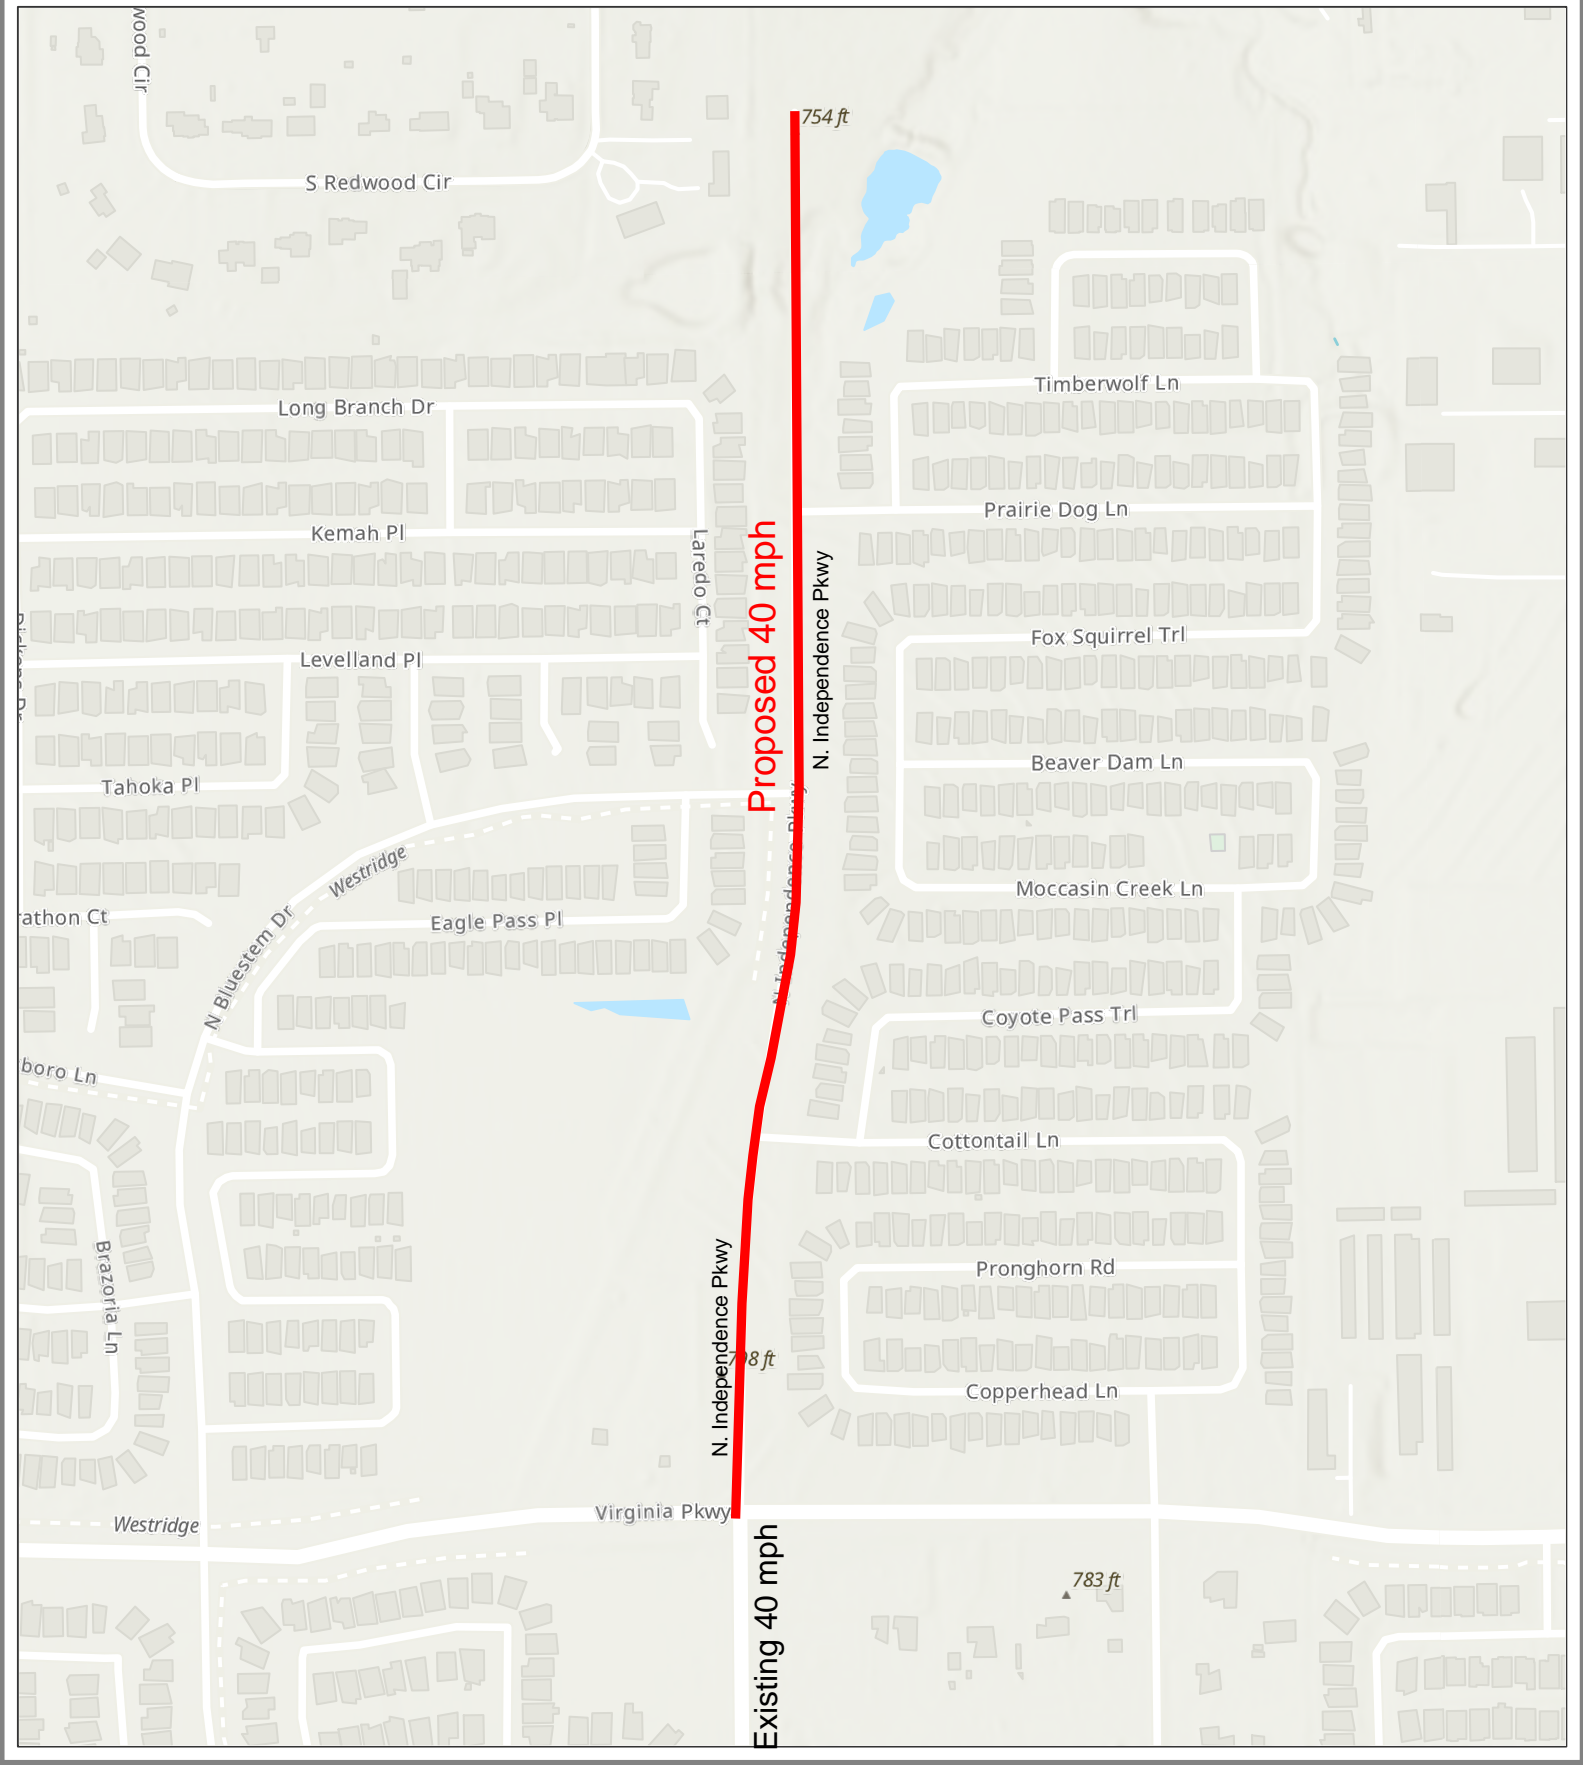 wood Cir
754 ft
S Redwood Cir
Timberwolf Ln
Long Branch Dr
Prairie Dog Ln
Kemah Pl
Laredo Ct
Proposed 40 mph
N. Independence Pkwy
Fox Squirrel Trl
Levelland Pl
Beaver Dam Ln
Tahoka Pl
N Independence Pkwy
Westridge
Moccasin Creek Ln
rathon Ct
Eagle Pass Pl
N Bluestem Dr
Coyote Pass Trl
boro Ln
Cottontail Ln
Brazoria Ln
N. Independence Pkwy
Pronghorn Rd
Copperhead Ln
Virginia Pkwy
Westridge
Existing 40 mph
783 ft